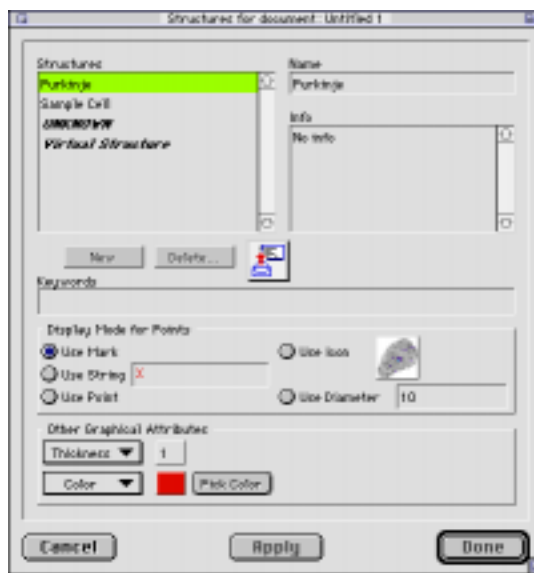 Structures for document: Untitled 1
Structures
Purkinje
Sample Cell
UNKNOWN
Virtual Structure
Name
Purkinje
Info
No info
New
Delete...
Keywords
Display Mode for Points
Use Mark
Use Icon
Use String X
Use Point
Use Diameter 10
Other Graphical Attributes
Thickness 1
Color
Pick Color
Cancel
Apply
Done